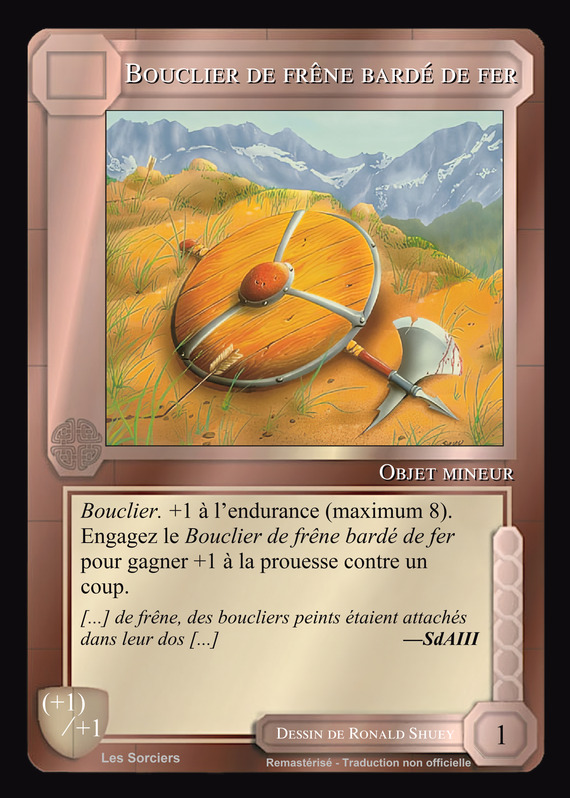 Bouclier de frêne bardé de fer
Objet mineur
Bouclier. +1 à l'endurance (maximum 8).
Engagez le Bouclier de frêne bardé de fer
pour gagner +1 à la prouesse contre un
coup.
[...] de frêne, des boucliers peints étaient attachés
dans leur dos [...] —SdAIII
(+1)
/+1
Dessin de Ronald Shuey
1
Les Sorciers
Remastérisé - Traduction non officielle